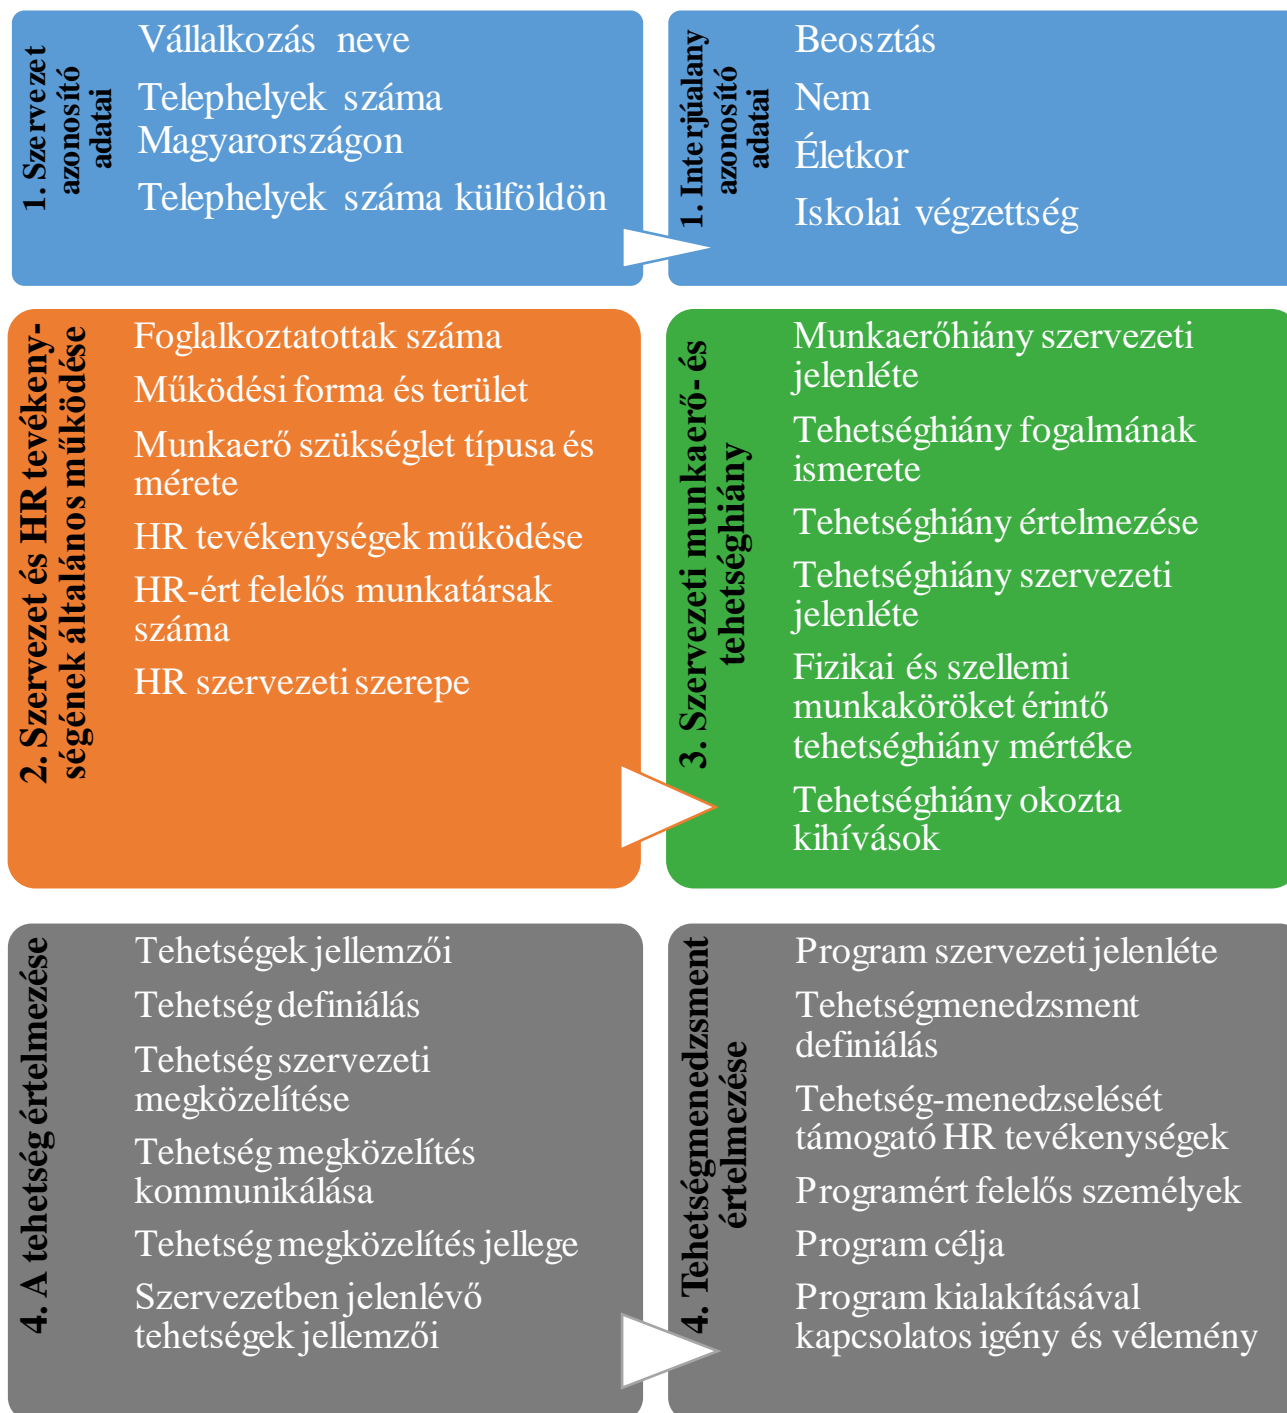 1. Szervezet
azonosító
adatai
Vállalkozás neve
Telephelyek száma
Magyarországon
Telephelyek száma külföldön
1. Interjúalany
azonosító
adatai
Beosztás
Nem
Életkor
Iskolai végzettség
2. Szervezet és HR tevékeny-
ségének általános működése
Foglalkoztatottak száma
Működési forma és terület
Munkaerő szükséglet típusa és
mérete
HR tevékenységek működése
HR-ért felelős munkatársak
száma
HR szervezeti szerepe
3. Szervezeti munkaerő- és
tehetséghiány
Munkaerőhiány szervezeti
jelenléte
Tehetséghiány fogalmának
ismerete
Tehetséghiány értelmezése
Tehetséghiány szervezeti
jelenléte
Fizikai és szellemi
munkaköröket érintő
tehetséghiány mértéke
Tehetséghiány okozta
kihívások
4. A tehetség értelmezése
Tehetségek jellemzői
Tehetség definiálás
Tehetség szervezeti
megközelítése
Tehetség megközelítés
kommunikálása
Tehetség megközelítés jellege
Szervezetben jelenlévő
tehetségek jellemzői
4. Tehetségmenedzsment
értelmezése
Program szervezeti jelenléte
Tehetségmenedzsment
definiálás
Tehetség-menedzselését
támogató HR tevékenységek
Programért felelős személyek
Program célja
Program kialakításával
kapcsolatos igény és vélemény